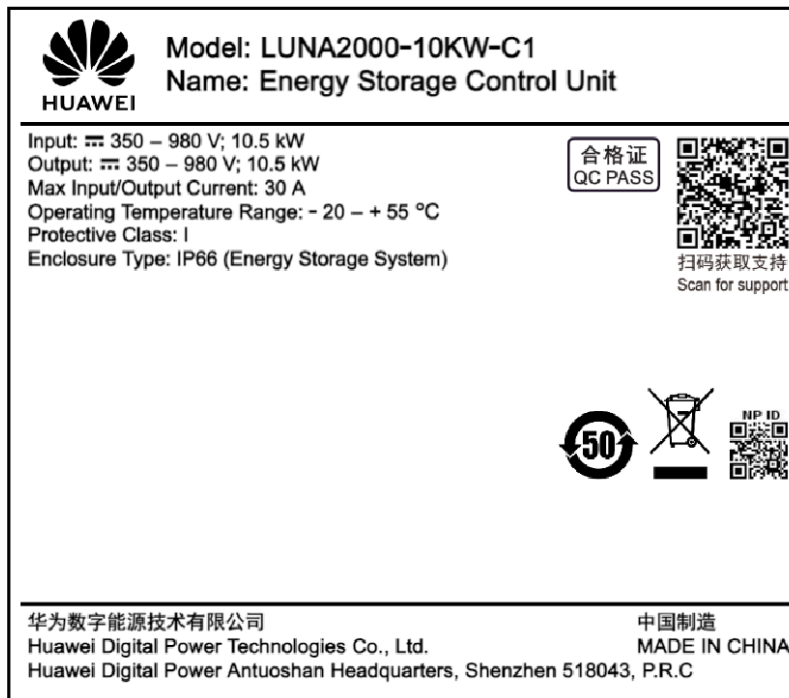 HUAWEI
Model: LUNA2000-10KW-C1
Name: Energy Storage Control Unit
Input: ⎓ 350 – 980 V; 10.5 kW
Output: ⎓ 350 – 980 V; 10.5 kW
Max Input/Output Current: 30 A
Operating Temperature Range: - 20 – + 55 °C
Protective Class: I
Enclosure Type: IP66 (Energy Storage System)
合格证
QC PASS
扫码获取支持
Scan for support
50
NP ID
华为数字能源技术有限公司
中国制造
Huawei Digital Power Technologies Co., Ltd.
MADE IN CHINA
Huawei Digital Power Antuoshan Headquarters, Shenzhen 518043, P.R.C